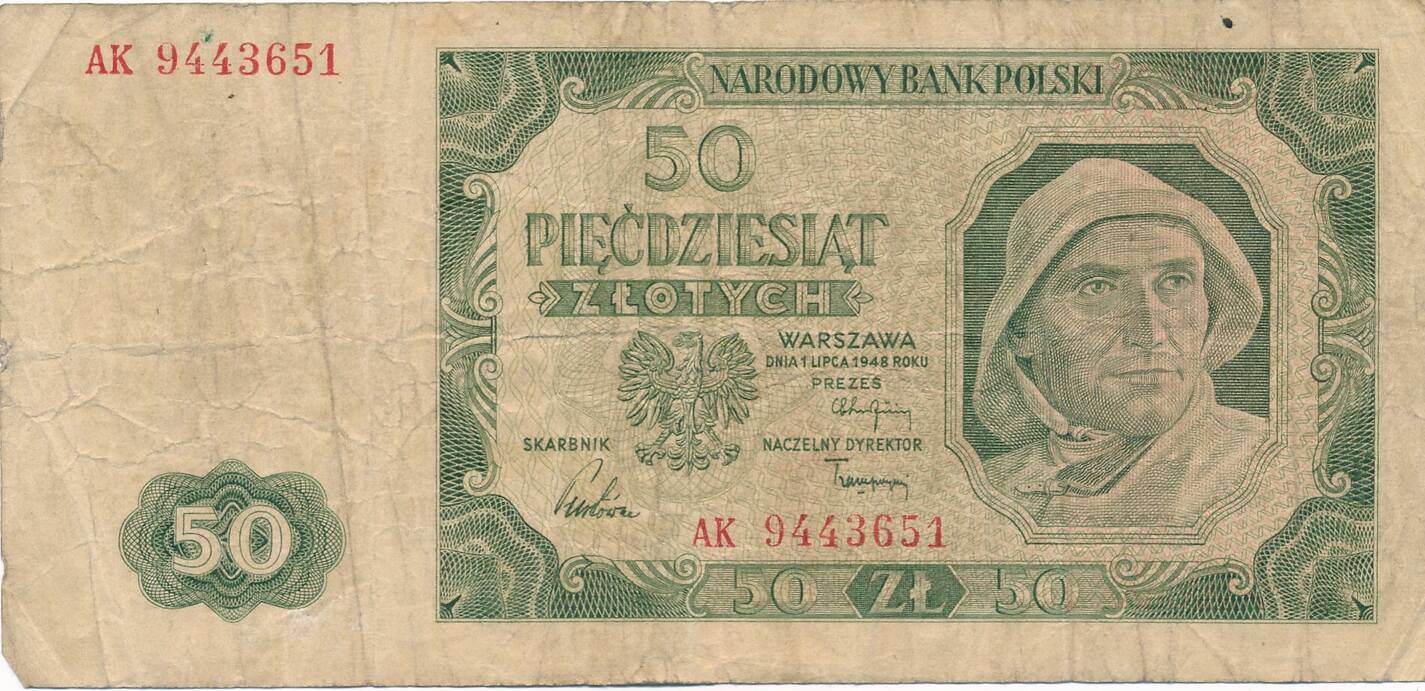 AK 9443651
NARODOWY BANK POLSKI
50
PIĘĆDZIESIĄT
ZŁOTYCH
WARSZAWA
DNIA 1 LIPCA 1948 ROKU
PREZES
SKARBNIK
NACZELNY DYREKTOR
AK 9443651
50
50 ZŁ 50